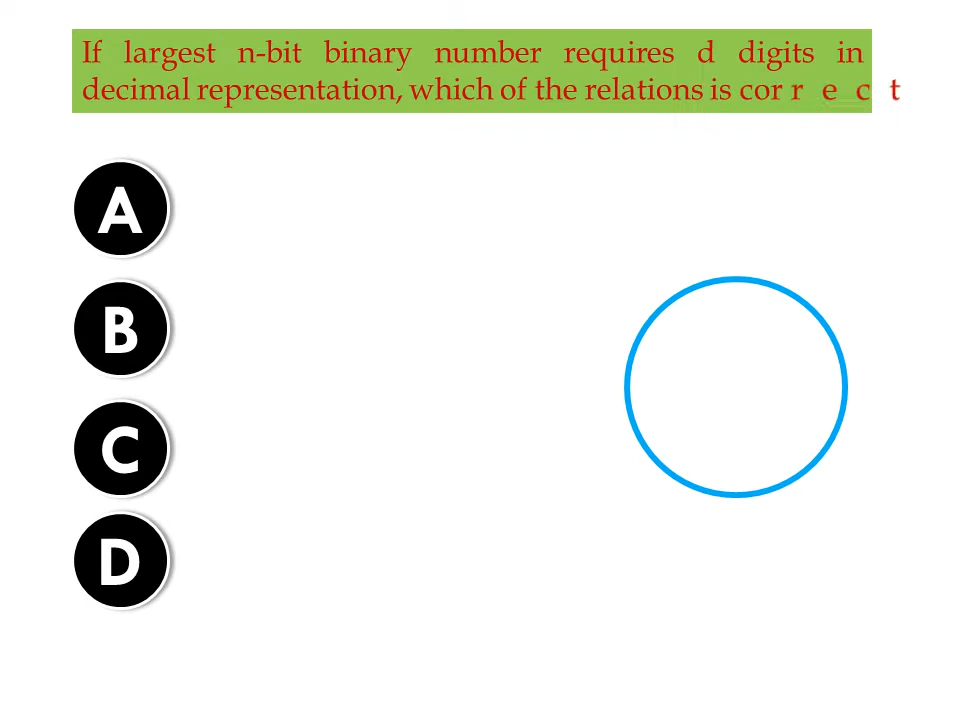 If largest n-bit binary number requires d digits in
decimal representation, which of the relations is cor r e c t
A
B
C
D